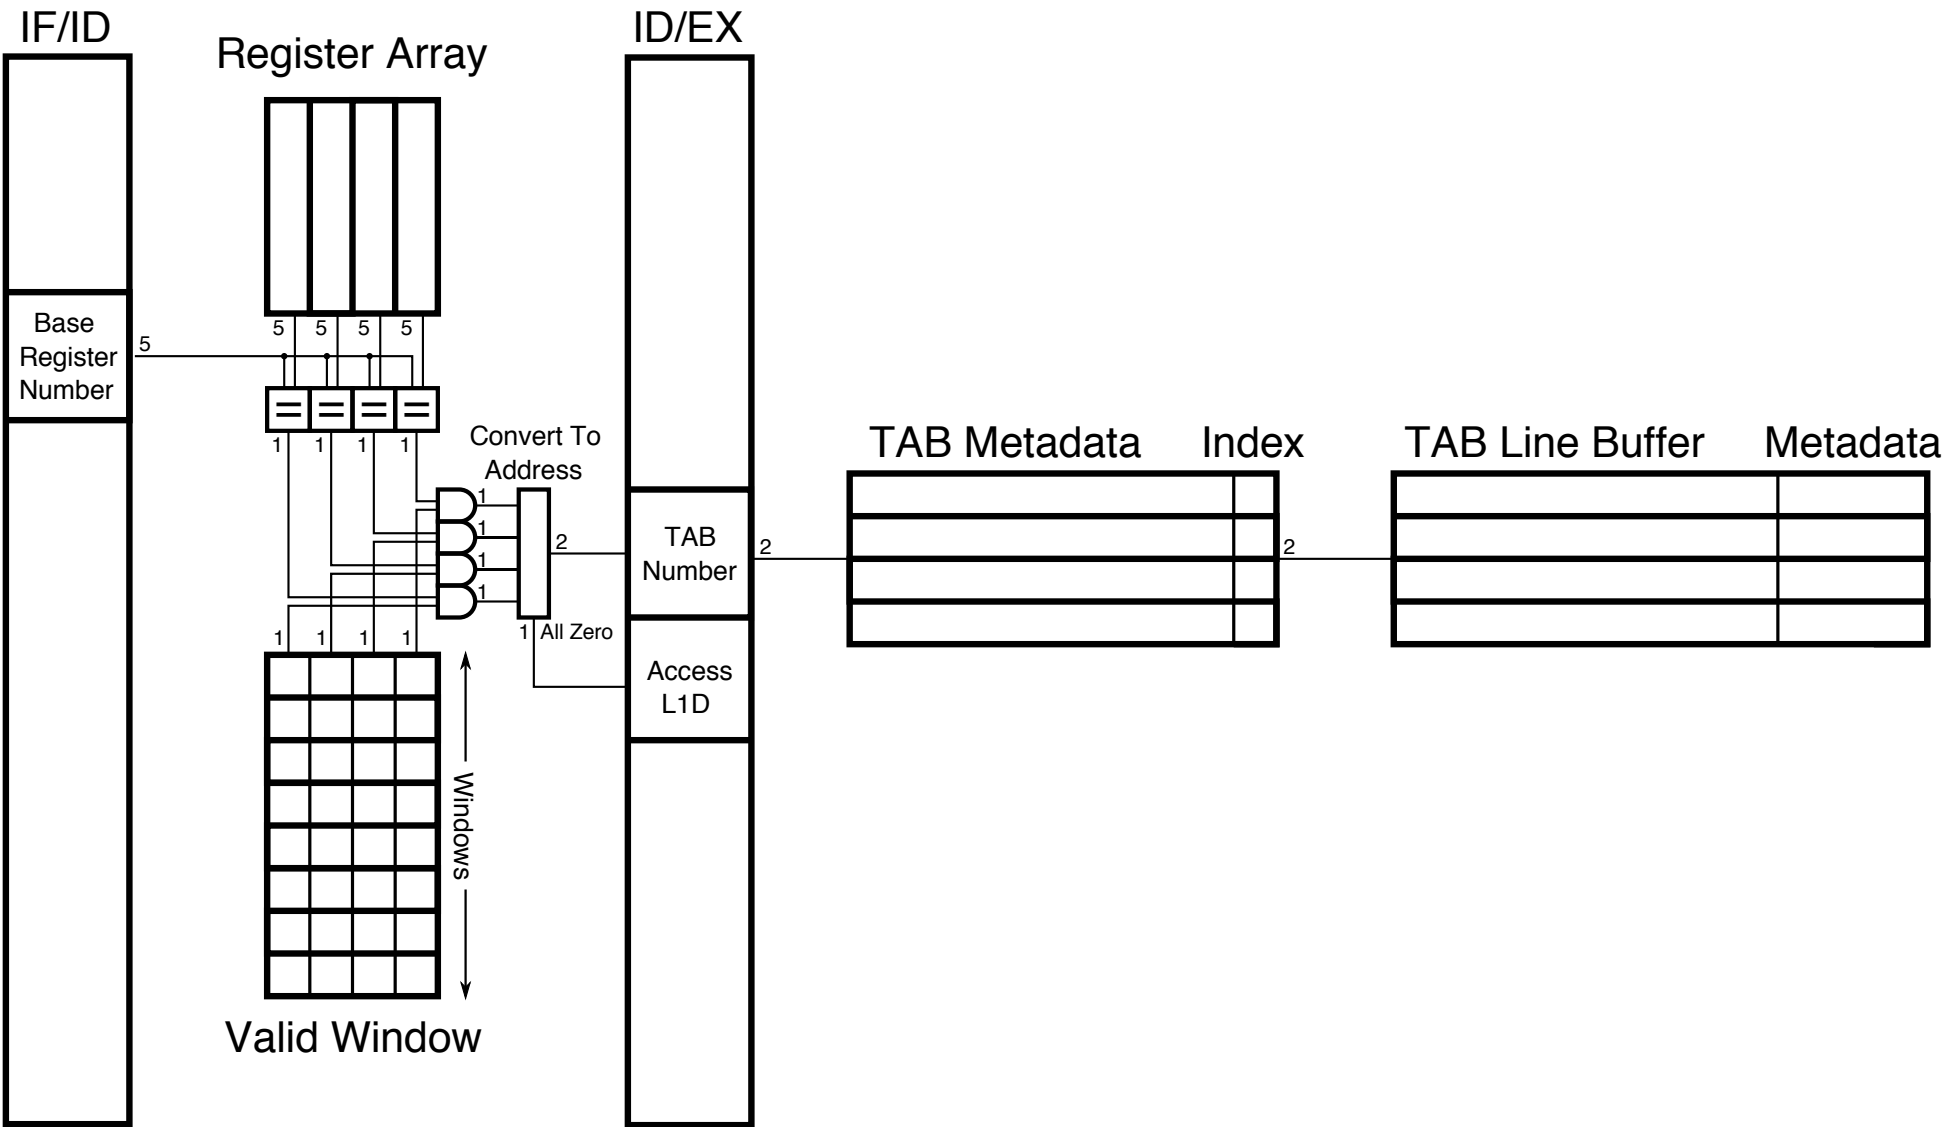 IF/ID
Register Array
ID/EX
Base
Register
Number
5
5
5
5
5
1
1
1
1
Convert To
Address
1
1
1
1
2
1
All Zero
1
1
1
1
Windows
Valid Window
TAB
Number
2
Access
L1D
TAB Metadata
Index
2
TAB Line Buffer
Metadata